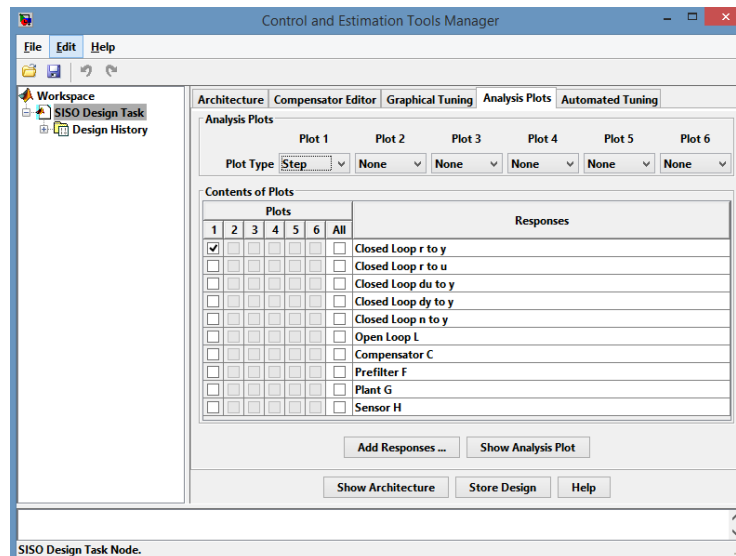 Control and Estimation Tools Manager
File Edit Help
Workspace
SISO Design Task
Design History
Architecture Compensator Editor Graphical Tuning Analysis Plots Automated Tuning
Analysis Plots
Plot 1 Plot 2 Plot 3 Plot 4 Plot 5 Plot 6
Plot Type Step None None None None None
Contents of Plots
Plots
Responses
1 2 3 4 5 6 All
Closed Loop r to y
Closed Loop r to u
Closed Loop du to y
Closed Loop dy to y
Closed Loop n to y
Open Loop L
Compensator C
Prefilter F
Plant G
Sensor H
Add Responses ... Show Analysis Plot
Show Architecture Store Design Help
SISO Design Task Node.